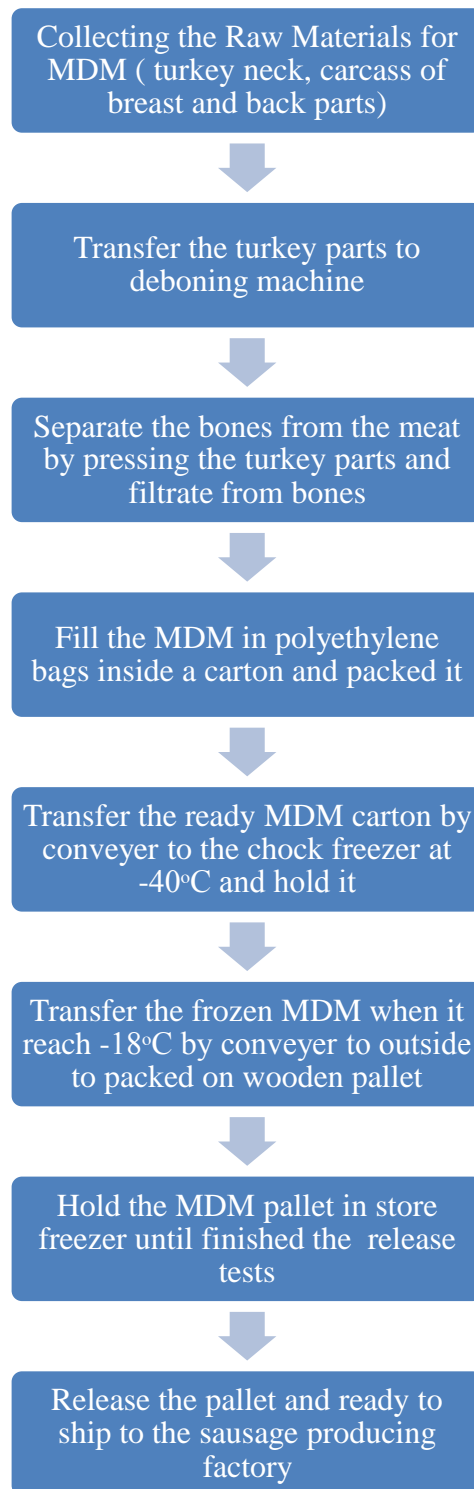 Collecting the Raw Materials for
MDM ( turkey neck, carcass of
breast and back parts)
Transfer the turkey parts to
deboning machine
Separate the bones from the meat
by pressing the turkey parts and
filtrate from bones
Fill the MDM in polyethylene
bags inside a carton and packed it
Transfer the ready MDM carton by
conveyer to the chock freezer at
-40°C and hold it
Transfer the frozen MDM when it
reach -18°C by conveyer to outside
to packed on wooden pallet
Hold the MDM pallet in store
freezer until finished the release
tests
Release the pallet and ready to
ship to the sausage producing
factory